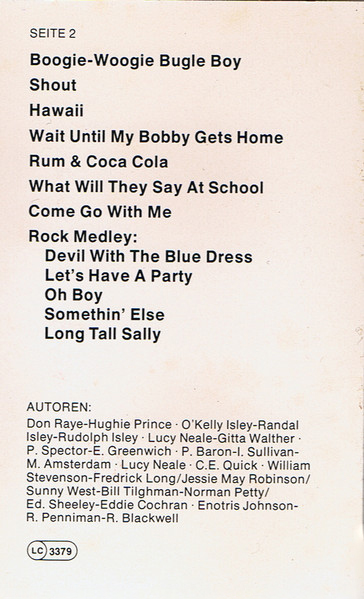 SEITE 2
Boogie-Woogie Bugle Boy
Shout
Hawaii
Wait Until My Bobby Gets Home
Rum & Coca Cola
What Will They Say At School
Come Go With Me
Rock Medley:
Devil With The Blue Dress
Let's Have A Party
Oh Boy
Somethin' Else
Long Tall Sally
AUTOREN:
Don Raye-Hughie Prince · O'Kelly Isley-Randal
Isley-Rudolph Isley · Lucy Neale-Gitta Walther ·
P. Spector-E. Greenwich · P. Baron-I. Sullivan-
M. Amsterdam · Lucy Neale · C.E. Quick · William
Stevenson-Fredrick Long/Jessie May Robinson/
Sunny West-Bill Tilghman-Norman Petty/
Ed. Sheeley-Eddie Cochran · Enotris Johnson-
R. Penniman-R. Blackwell
LC 3379